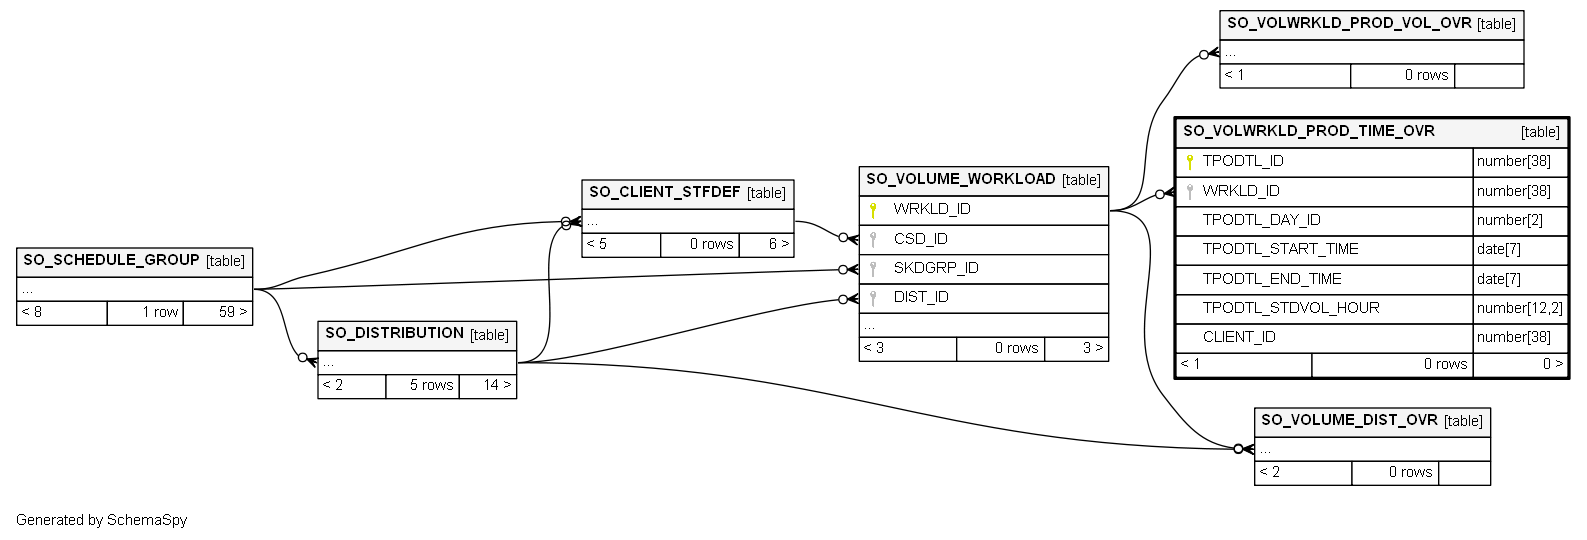 SO_VOLWRKLD_PROD_VOL_OVR [table]
...
< 1 0 rows
SO_VOLWRKLD_PROD_TIME_OVR [table]
TPODTL_ID number[38]
WRKLD_ID number[38]
TPODTL_DAY_ID number[2]
TPODTL_START_TIME date[7]
TPODTL_END_TIME date[7]
TPODTL_STDVOL_HOUR number[12,2]
CLIENT_ID number[38]
< 1 0 rows 0 >
SO_VOLUME_WORKLOAD [table]
WRKLD_ID
CSD_ID
SKDGRP_ID
DIST_ID
...
< 3 0 rows 3 >
SO_CLIENT_STFDEF [table]
...
< 5 0 rows 6 >
SO_SCHEDULE_GROUP [table]
...
< 8 1 row 59 >
SO_DISTRIBUTION [table]
...
< 2 5 rows 14 >
SO_VOLUME_DIST_OVR [table]
...
< 2 0 rows
Generated by SchemaSpy